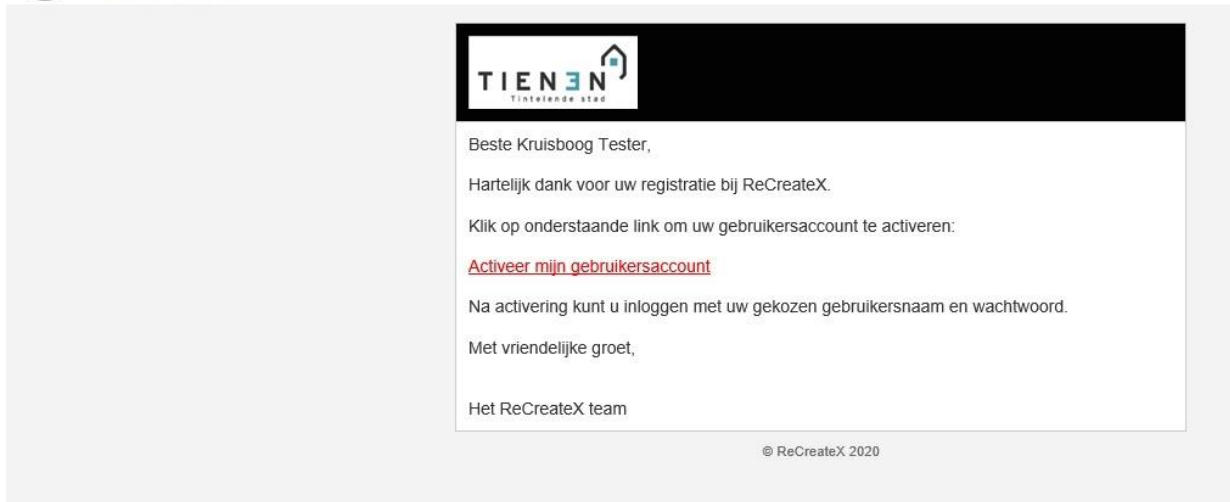 TIENEN
Tintelende stad
Beste Kruisboog Tester,
Hartelijk dank voor uw registratie bij ReCreateX.
Klik op onderstaande link om uw gebruikersaccount te activeren:
Activeer mijn gebruikersaccount
Na activering kunt u inloggen met uw gekozen gebruikersnaam en wachtwoord.
Met vriendelijke groet,
Het ReCreateX team
© ReCreateX 2020